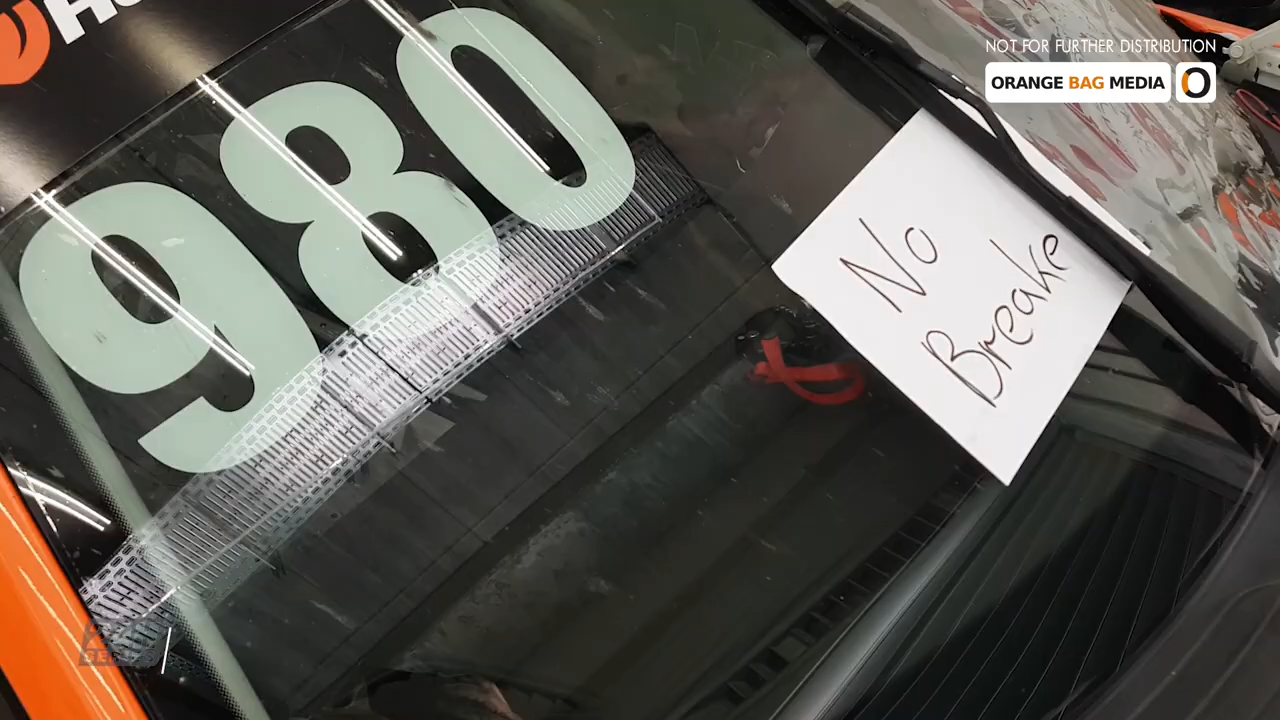 NOT FOR FURTHER DISTRIBUTION
ORANGE BAG MEDIA
980
No
Breake